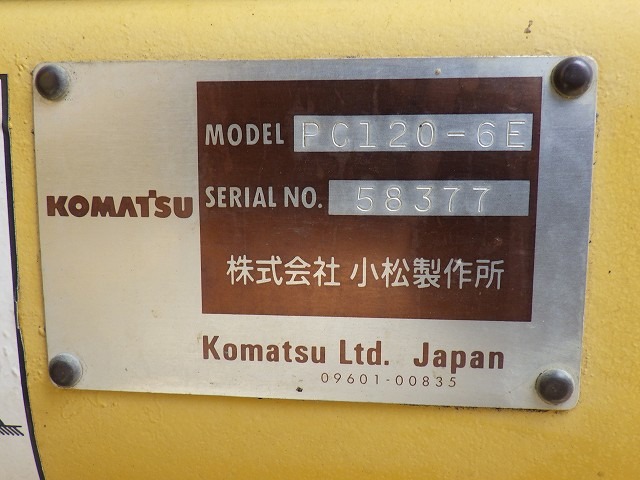 MODEL PC120-6E
KOMATSU
SERIAL NO. 58377
株式会社 小松製作所
Komatsu Ltd. Japan
09601-00835